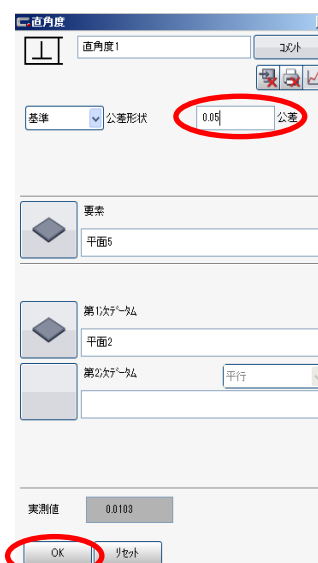 直角度
直角度1
コメント
基準 公差形状 0.05 公差
要素
平面5
第1次データム
平面2
第2次データム 平行
実測値 0.0103
OK リセット